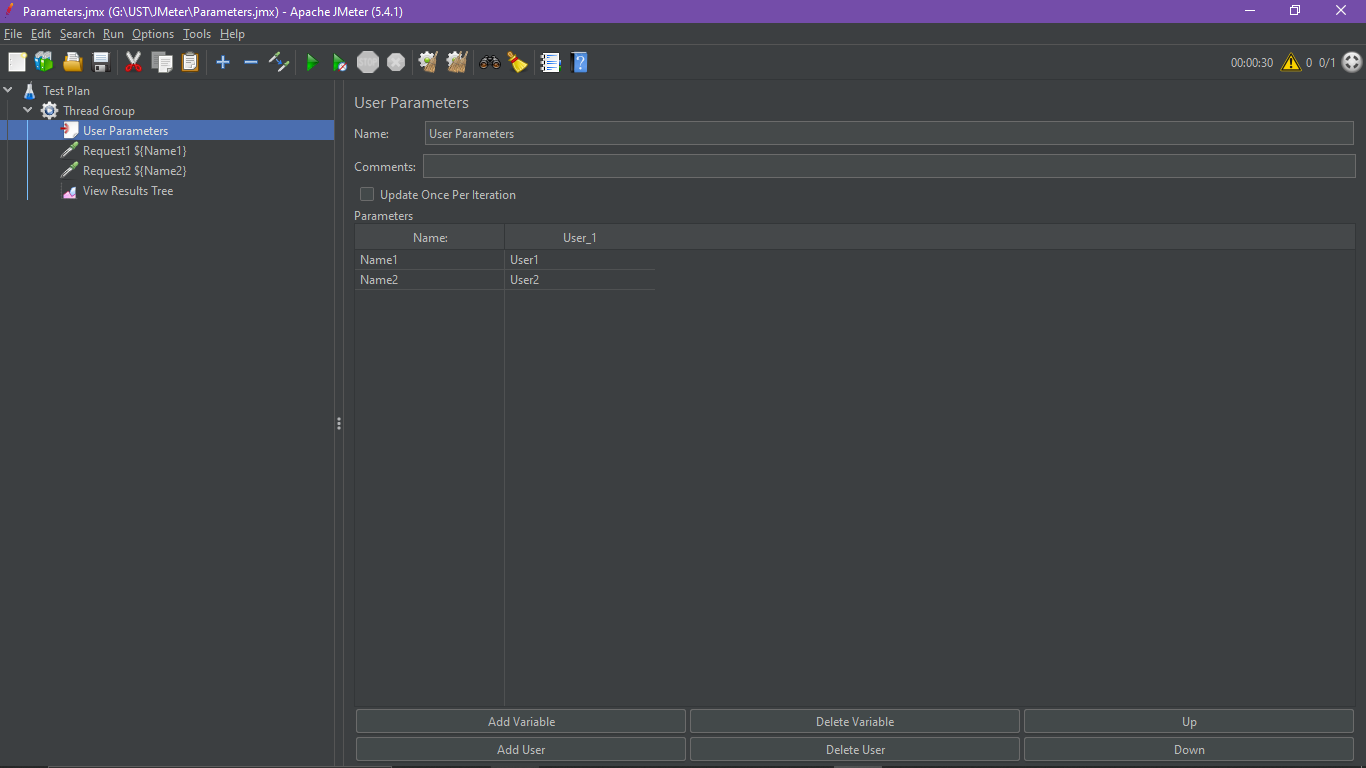 Parameters.jmx (G:\UST\JMeter\Parameters.jmx) - Apache JMeter (5.4.1)
File Edit Search Run Options Tools Help
STOP
00:00:30 0 0/1
Test Plan
Thread Group
User Parameters
Request1 ${Name1}
Request2 ${Name2}
View Results Tree
User Parameters
Name: User Parameters
Comments:
Update Once Per Iteration
Parameters
Name: User_1
Name1 User1
Name2 User2
Add Variable Delete Variable Up
Add User Delete User Down